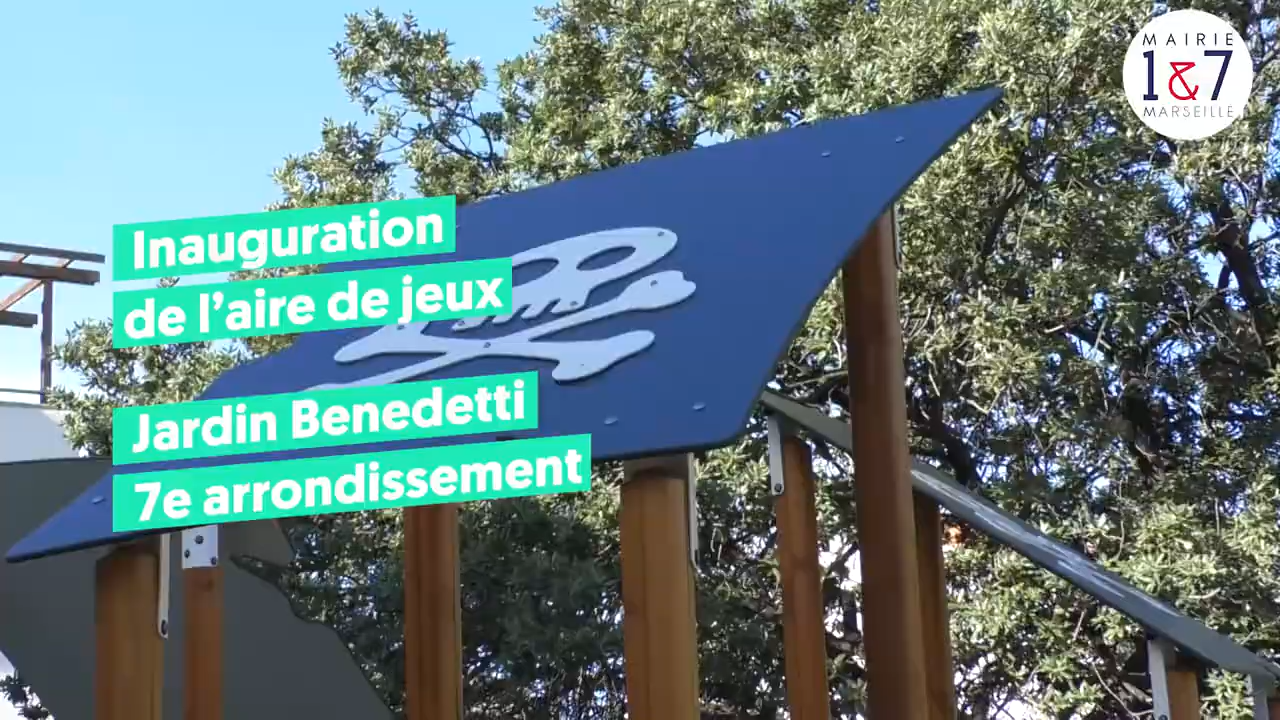 MAIRIE
1&7
MARSEILLE
Inauguration
de l’aire de jeux
Jardin Benedetti
7e arrondissement